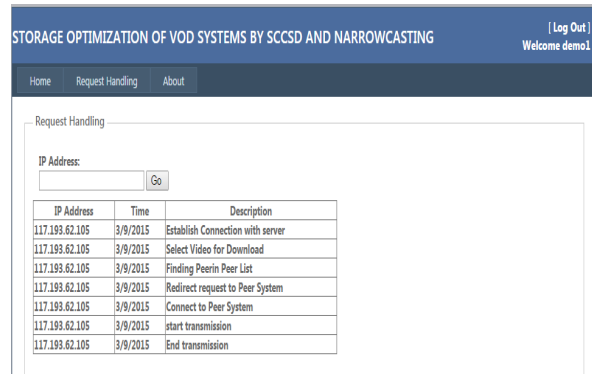 STORAGE OPTIMIZATION OF VOD SYSTEMS BY SCCSD AND NARROWCASTING
[ Log Out ]
Welcome demo1
Home Request Handling About
Request Handling
IP Address:
Go
IP Address Time Description
117.193.62.105 3/9/2015 Establish Connection with server
117.193.62.105 3/9/2015 Select Video for Download
117.193.62.105 3/9/2015 Finding Peerin Peer List
117.193.62.105 3/9/2015 Redirect request to Peer System
117.193.62.105 3/9/2015 Connect to Peer System
117.193.62.105 3/9/2015 start transmission
117.193.62.105 3/9/2015 End transmission